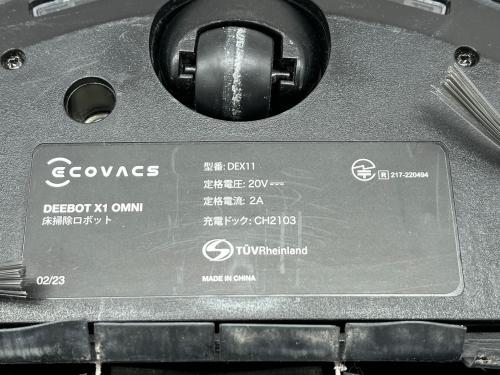 ECOVACS
DEEBOT X1 OMNI
床掃除ロボット
02/23
型番: DEX11
定格電圧: 20V ⎓
定格電流: 2A
充電ドック: CH2103
TÜVRheinland
MADE IN CHINA
R 217-220494